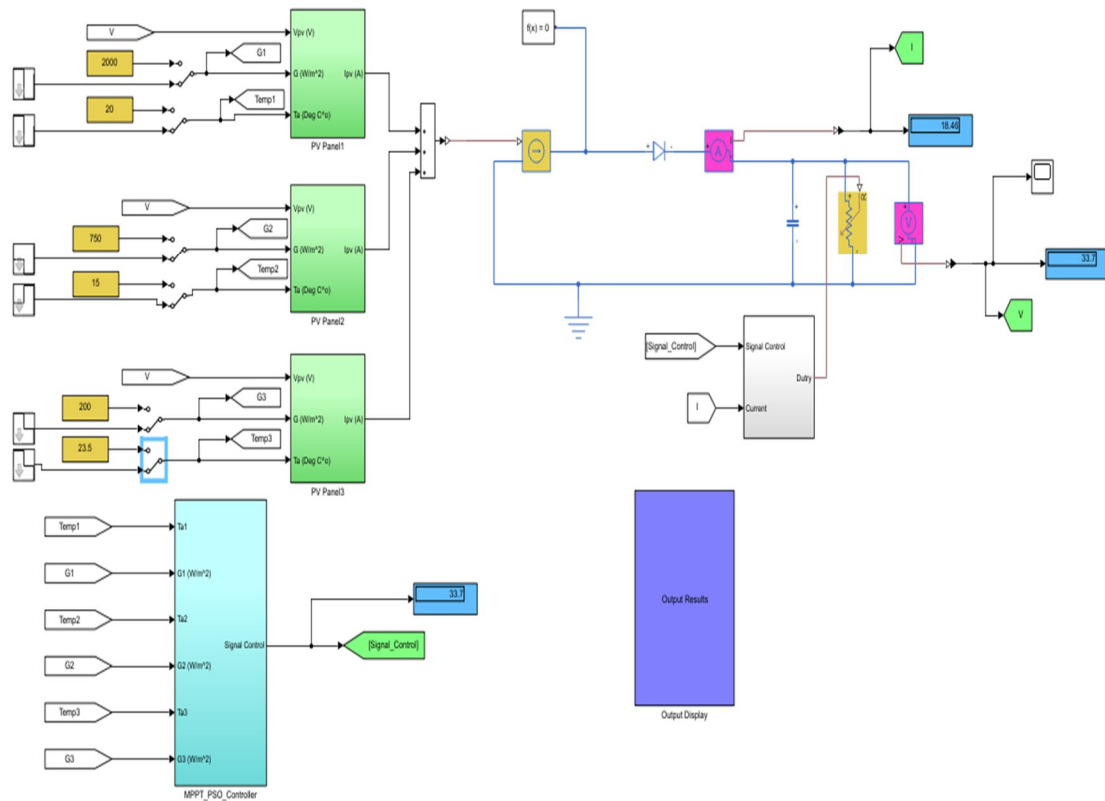 V
2000
20
G1
Temp1
Vpv (V)
G (W/m^2)
Ta (Deg C^o)
Ipv (A)
PV Panel1
V
750
15
G2
Temp2
Vpv (V)
G (W/m^2)
Ta (Deg C^o)
Ipv (A)
PV Panel2
V
200
23.5
G3
Temp3
Vpv (V)
G (W/m^2)
Ta (Deg C^o)
Ipv (A)
PV Panel3
+
+
+
f(x) = 0
+
-
A
+
I
18.46
+
-
+
R
-
+
V
V
33.7
V
[Signal_Control]
I
Signal Control
Current
Dutry
Temp1
G1
Temp2
G2
Temp3
G3
Ta1
G1 (W/m^2)
Ta2
G2 (W/m^2)
Ta3
G3 (W/m^2)
Signal Control
MPPT_PSO_Controller
33.7
[Signal_Control]
Output Results
Output Display